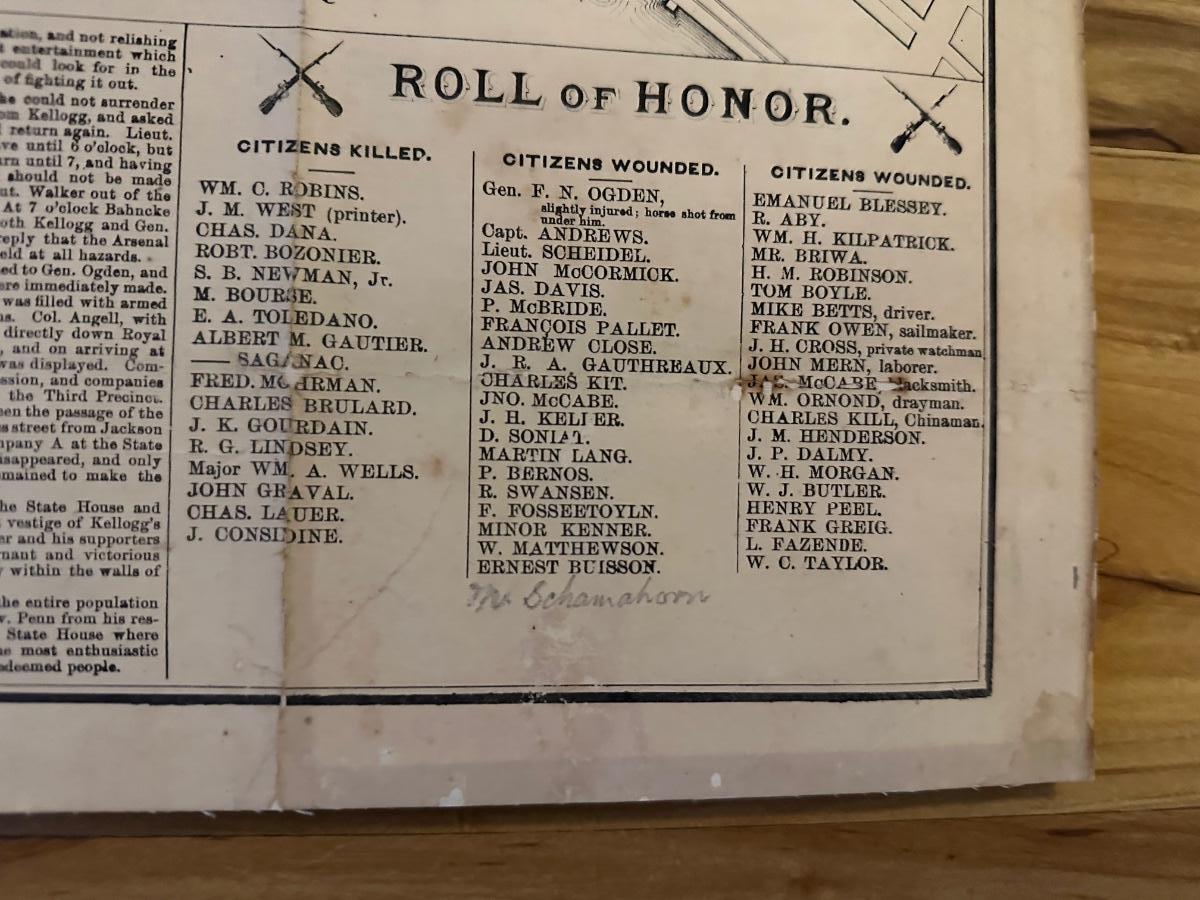 ation, and not relishing
entertainment which
could look for in the
of fighting it out.
he could not surrender
om Kellogg, and asked
return again. Lieut.
ve until 6 o'clock, but
urn until 7, and having
should not be made
ut. Walker out of the
At 7 o'clock Bahncke
oth Kellogg and Gen.
reply that the Arsenal
eld at all hazards.
ed to Gen. Ogden, and
ere immediately made.
was filled with armed
ns. Col. Angell, with
directly down Royal
, and on arriving at
was displayed. Com-
ssion, and companies
the Third Precinct.
en the passage of the
s street from Jackson
mpany A at the State
isappeared, and only
mained to make the
he State House and
vestige of Kellogg's
er and his supporters
nant and victorious
within the walls of
the entire population
v. Penn from his res-
State House where
e most enthusiastic
deemed people.
ROLL OF HONOR.
CITIZENS KILLED.
WM. C. ROBINS.
J. M. WEST (printer).
CHAS. DANA.
ROBT. BOZONIER.
S. B. NEWMAN, Jr.
M. BOURSE.
E. A. TOLEDANO.
ALBERT M. GAUTIER.
—— SAGANAC.
FRED. MOHRMAN.
CHARLES BRULARD.
J. K. GOURDAIN.
R. G. LINDSEY.
Major WM. A. WELLS.
JOHN GRAVAL.
CHAS. LAUER.
J. CONSIDINE.
CITIZENS WOUNDED.
Gen. F. N. OGDEN,
slightly injured; horse shot from
under him.
Capt. ANDREWS.
Lieut. SCHEIDEL.
JOHN McCORMICK.
JAS. DAVIS.
P. McBRIDE.
FRANÇOIS PALLET.
ANDREW CLOSE.
J. R. A. GAUTHREAUX.
CHARLES KIT.
JNO. McCABE.
J. H. KELLER.
D. SONIAT.
MARTIN LANG.
P. BERNOS.
R. SWANSEN.
F. FOSSEETOYLN.
MINOR KENNER.
W. MATTHEWSON.
ERNEST BUISSON.
Mr Schamahorn
CITIZENS WOUNDED.
EMANUEL BLESSEY.
R. ABY.
WM. H. KILPATRICK.
MR. BRIWA.
H. M. ROBINSON.
TOM BOYLE.
MIKE BETTS, driver.
FRANK OWEN, sailmaker.
J. H. CROSS, private watchman.
JOHN MERN, laborer.
JAS. McCABE blacksmith.
WM. ORNOND, drayman.
CHARLES KILL, Chinaman.
J. M. HENDERSON.
J. P. DALMY.
W. H. MORGAN.
W. J. BUTLER.
HENRY PEEL.
FRANK GREIG.
L. FAZENDE.
W. C. TAYLOR.